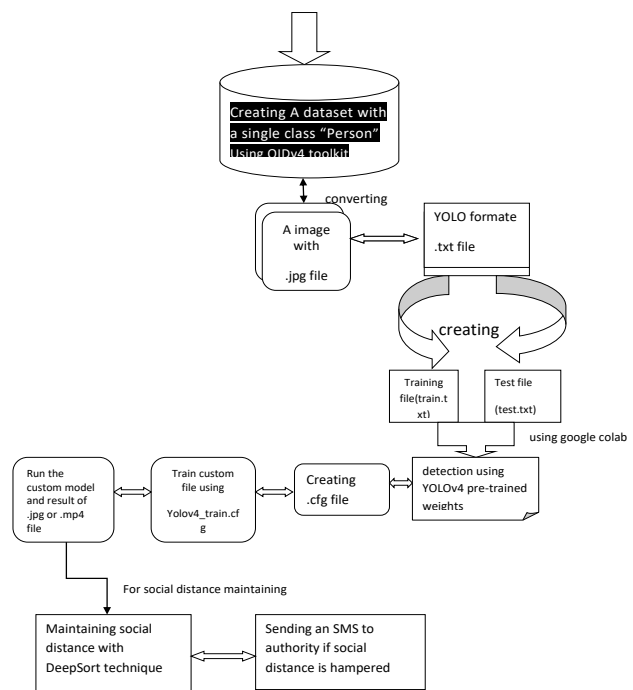 Creating A dataset with
a single class “Person”
Using OIDv4 toolkit
converting
A image
with
.jpg file
YOLO formate
.txt file
creating
Training
file(train.t
xt)
Test file
(test.txt)
using google colab
Run the
custom model
and result of
.jpg or .mp4
file
Train custom
file using
Yolov4_train.cf
g
Creating
.cfg file
detection using
YOLOv4 pre-trained
weights
For social distance maintaining
Maintaining social
distance with
DeepSort technique
Sending an SMS to
authority if social
distance is hampered